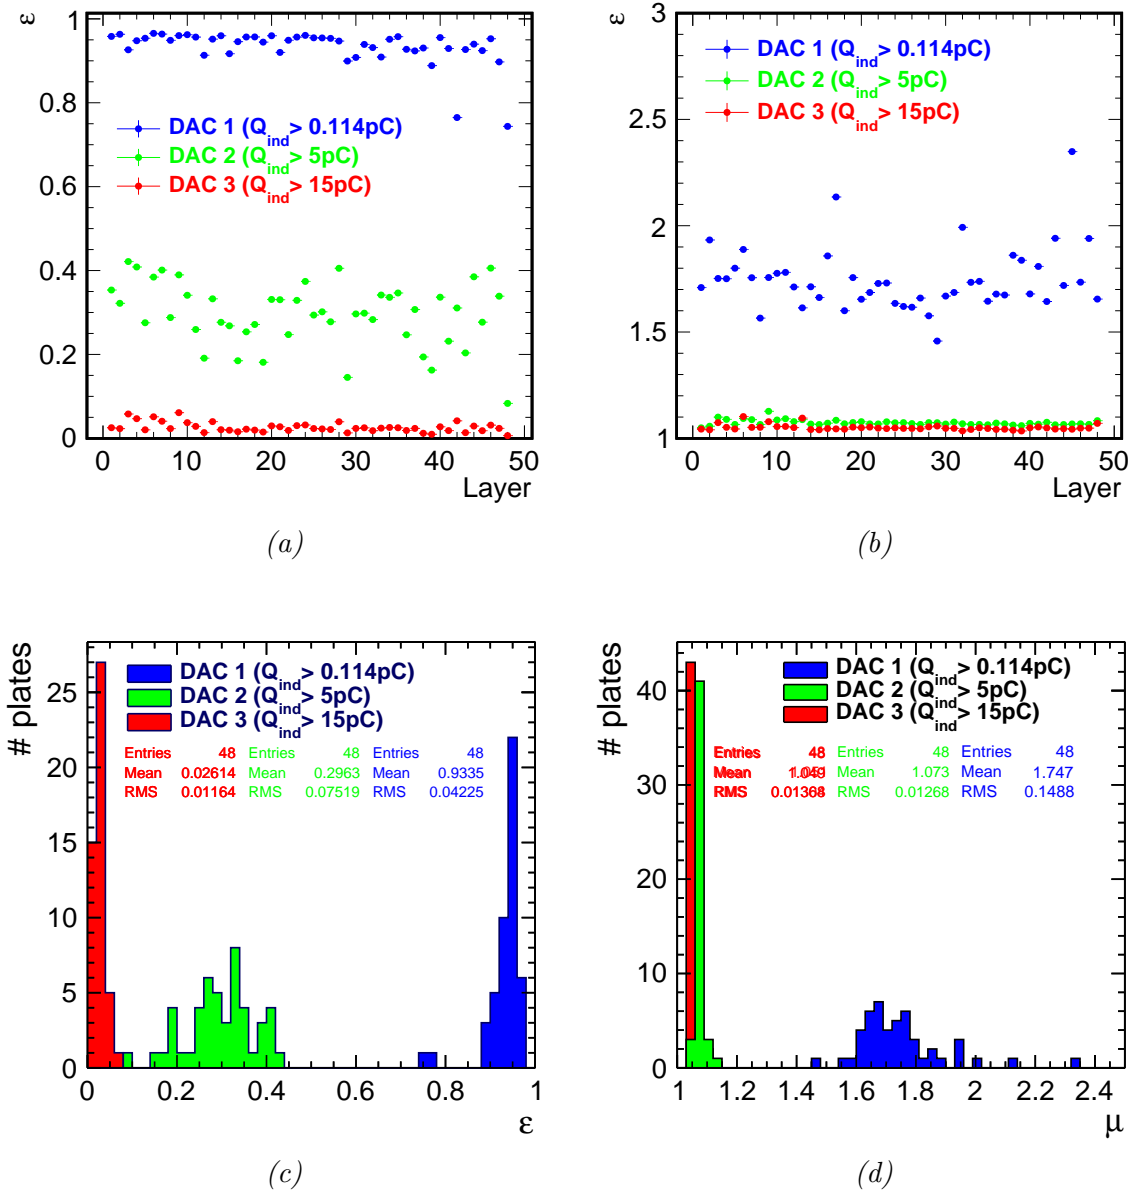 ε
1
0.8
0.6
0.4
0.2
0
DAC 1 (Q_ind> 0.114pC)
DAC 2 (Q_ind> 5pC)
DAC 3 (Q_ind> 15pC)
0 10 20 30 40 50
Layer
(a)
ε
3
2.5
2
1.5
1
DAC 1 (Q_ind> 0.114pC)
DAC 2 (Q_ind> 5pC)
DAC 3 (Q_ind> 15pC)
0 10 20 30 40 50
Layer
(b)
# plates
25
20
15
10
5
0
DAC 1 (Q_ind> 0.114pC)
DAC 2 (Q_ind> 5pC)
DAC 3 (Q_ind> 15pC)
Entries 48 Entries 48 Entries 48
Mean 0.02614 Mean 0.2963 Mean 0.9335
RMS 0.01164 RMS 0.07519 RMS 0.04225
0 0.2 0.4 0.6 0.8 1
ε
(c)
# plates
40
30
20
10
0
DAC 1 (Q_ind> 0.114pC)
DAC 2 (Q_ind> 5pC)
DAC 3 (Q_ind> 15pC)
Entries 48 Entries 48 Entries 48
Mean Mean 1.073 Mean 1.747
RMS RMS 0.01268 RMS 0.1488
1 1.2 1.4 1.6 1.8 2 2.2 2.4
μ
(d)